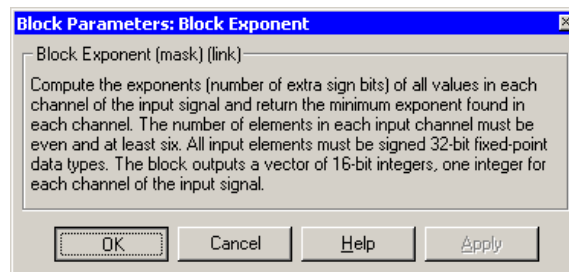 Block Parameters: Block Exponent
Block Exponent (mask) (link)
Compute the exponents (number of extra sign bits) of all values in each
channel of the input signal and return the minimum exponent found in
each channel. The number of elements in each input channel must be
even and at least six. All input elements must be signed 32-bit fixed-point
data types. The block outputs a vector of 16-bit integers, one integer for
each channel of the input signal.
OK Cancel Help Apply